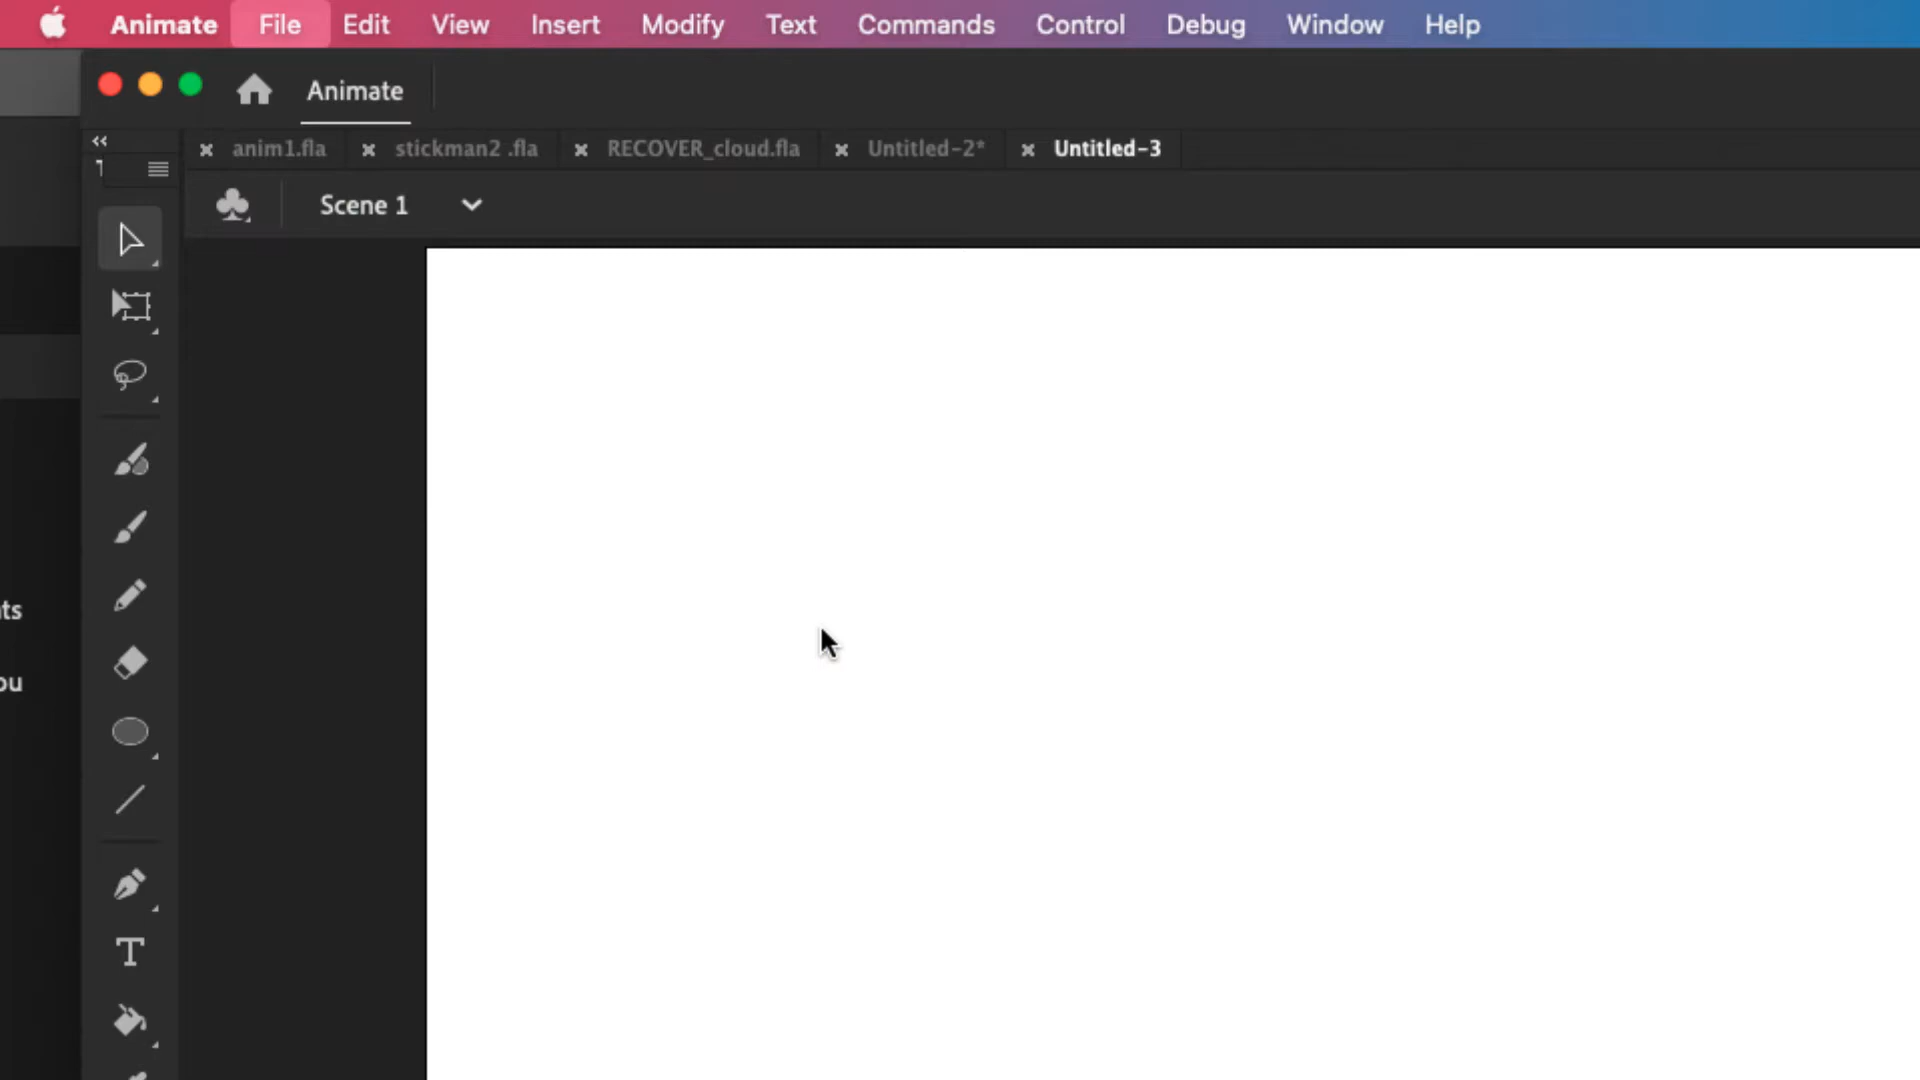 Animate File Edit View Insert Modify Text Commands Control Debug Window Help
Animate
anim1.fla stickman2 .fla RECOVER_cloud.fla Untitled-2* Untitled-3
Scene 1
ts
ou